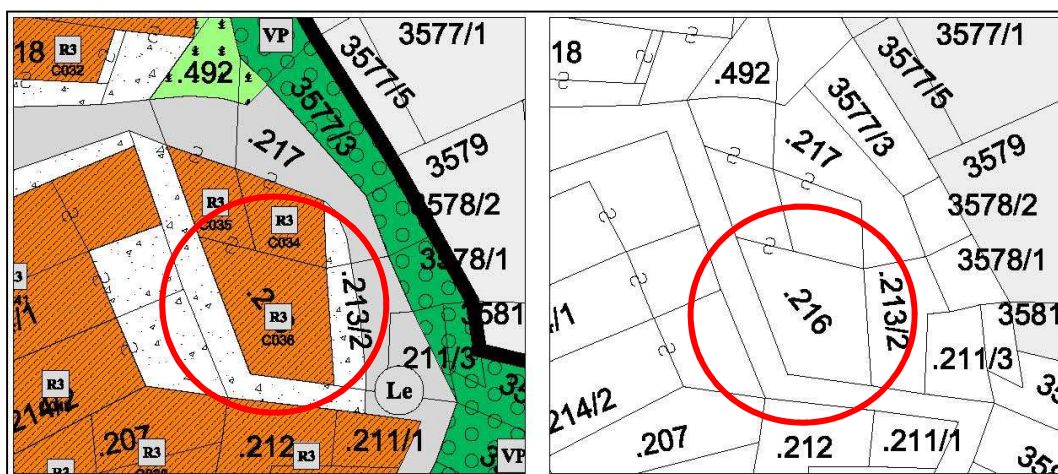 18
R3
C032
.492
VP
3577/1
3577/5
3577/3
3579
.217
3578/2
R3
C035
R3
C034
3578/1
.213/2
R3
C036
3581
.211/3
Le
R3
.207
R3
.212
R3
.211/1
R3
VP
18
.492
3577/1
3577/5
3577/3
3579
.217
3578/2
3578/1
.216
.213/2
3581
.211/3
214/2
.207
.212
.211/1